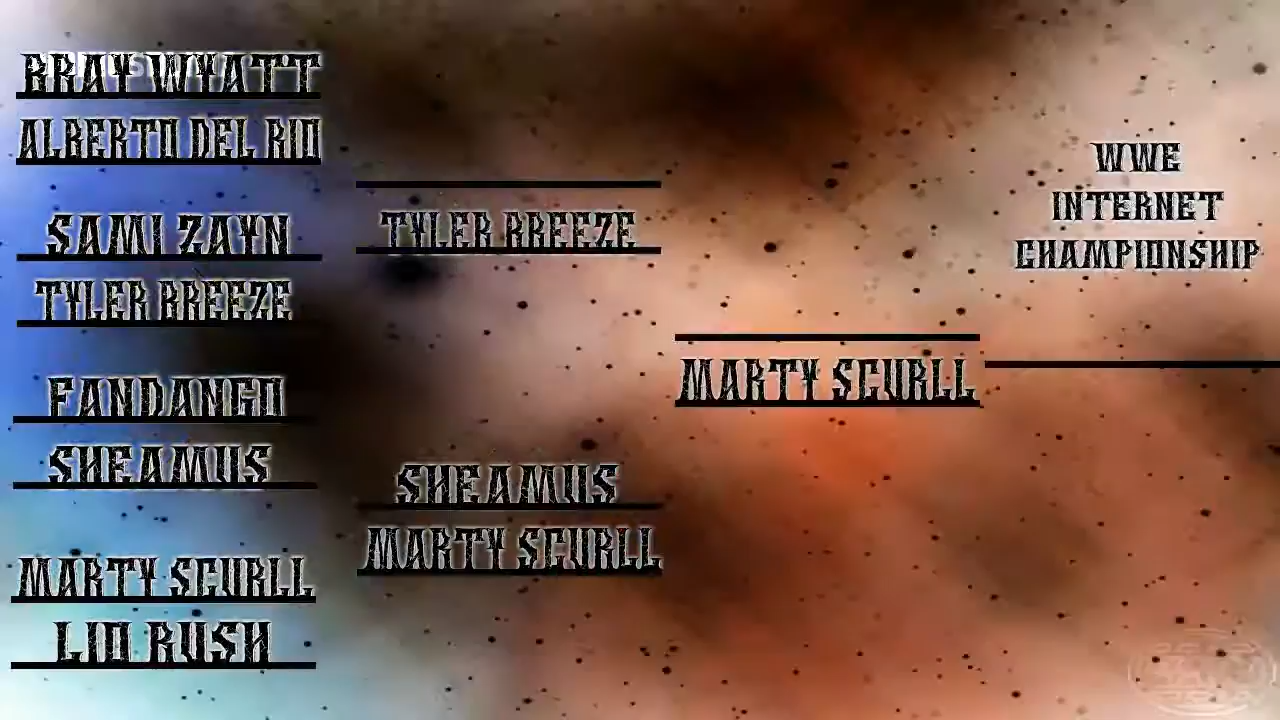 BRAY WYATT
ALBERTO DEL RIO
SAMI ZAYN
TYLER BREEZE
FANDANGO
SHEAMUS
MARTY SCURLL
LIO RUSH
TYLER BREEZE
SHEAMUS
MARTY SCURLL
MARTY SCURLL
WWE
INTERNET
CHAMPIONSHIP